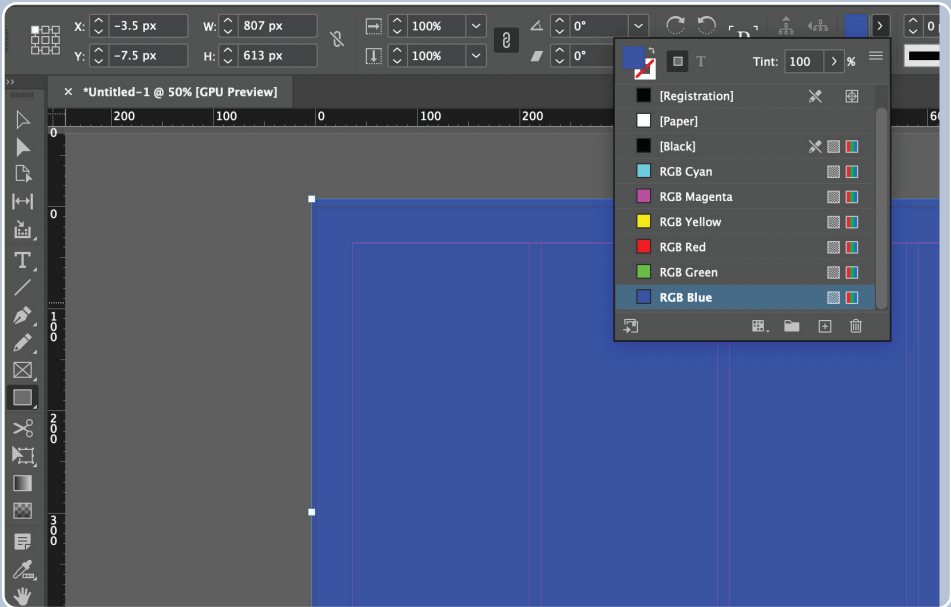 X: -3.5 px W: 807 px 100% 0° 0
Y: -7.5 px H: 613 px 100% 0°
× *Untitled-1 @ 50% [GPU Preview]
T Tint: 100 > %
200 100 0 100 200 60
[Registration]
[Paper]
[Black]
RGB Cyan
RGB Magenta
RGB Yellow
RGB Red
RGB Green
RGB Blue
0
0
100
200
300